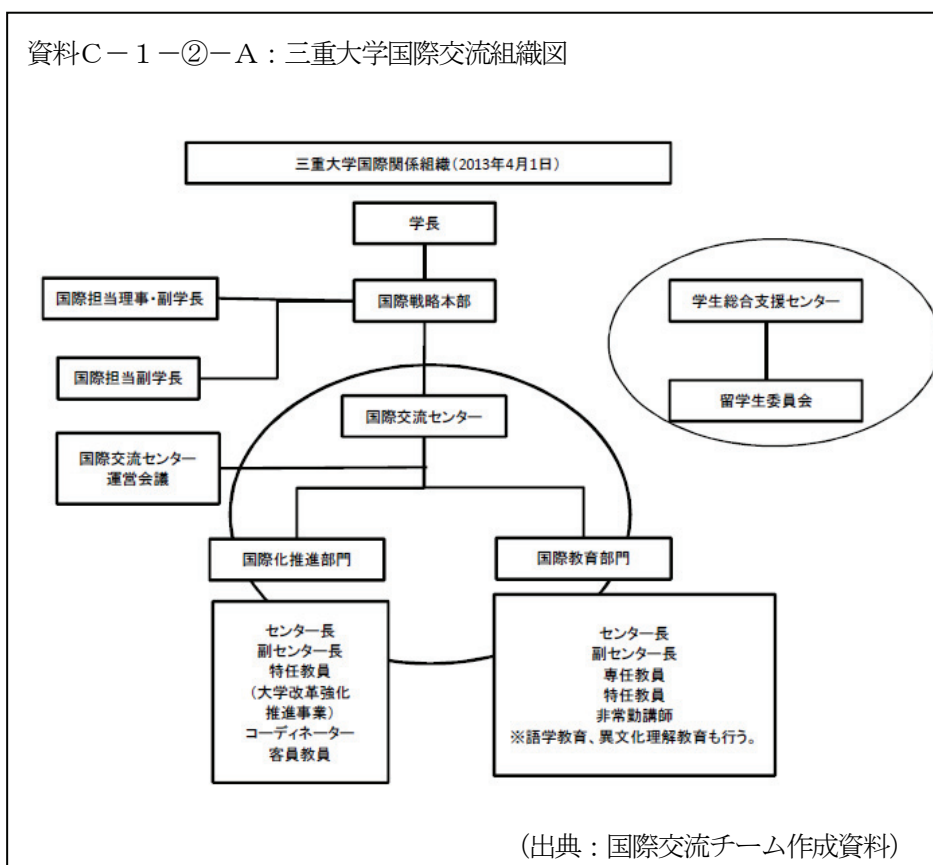 資料C-1-②-A:三重大学国際交流組織図
三重大学国際関係組織(2013年4月1日)
学長
国際担当理事・副学長
国際戦略本部
学生総合支援センター
国際担当副学長
留学生委員会
国際交流センター
国際交流センター
運営会議
国際化推進部門
国際教育部門
センター長
副センター長
特任教員
(大学改革強化
推進事業)
コーディネーター
客員教員
センター長
副センター長
専任教員
特任教員
非常勤講師
※語学教育、異文化理解教育も行う。
(出典:国際交流チーム作成資料)